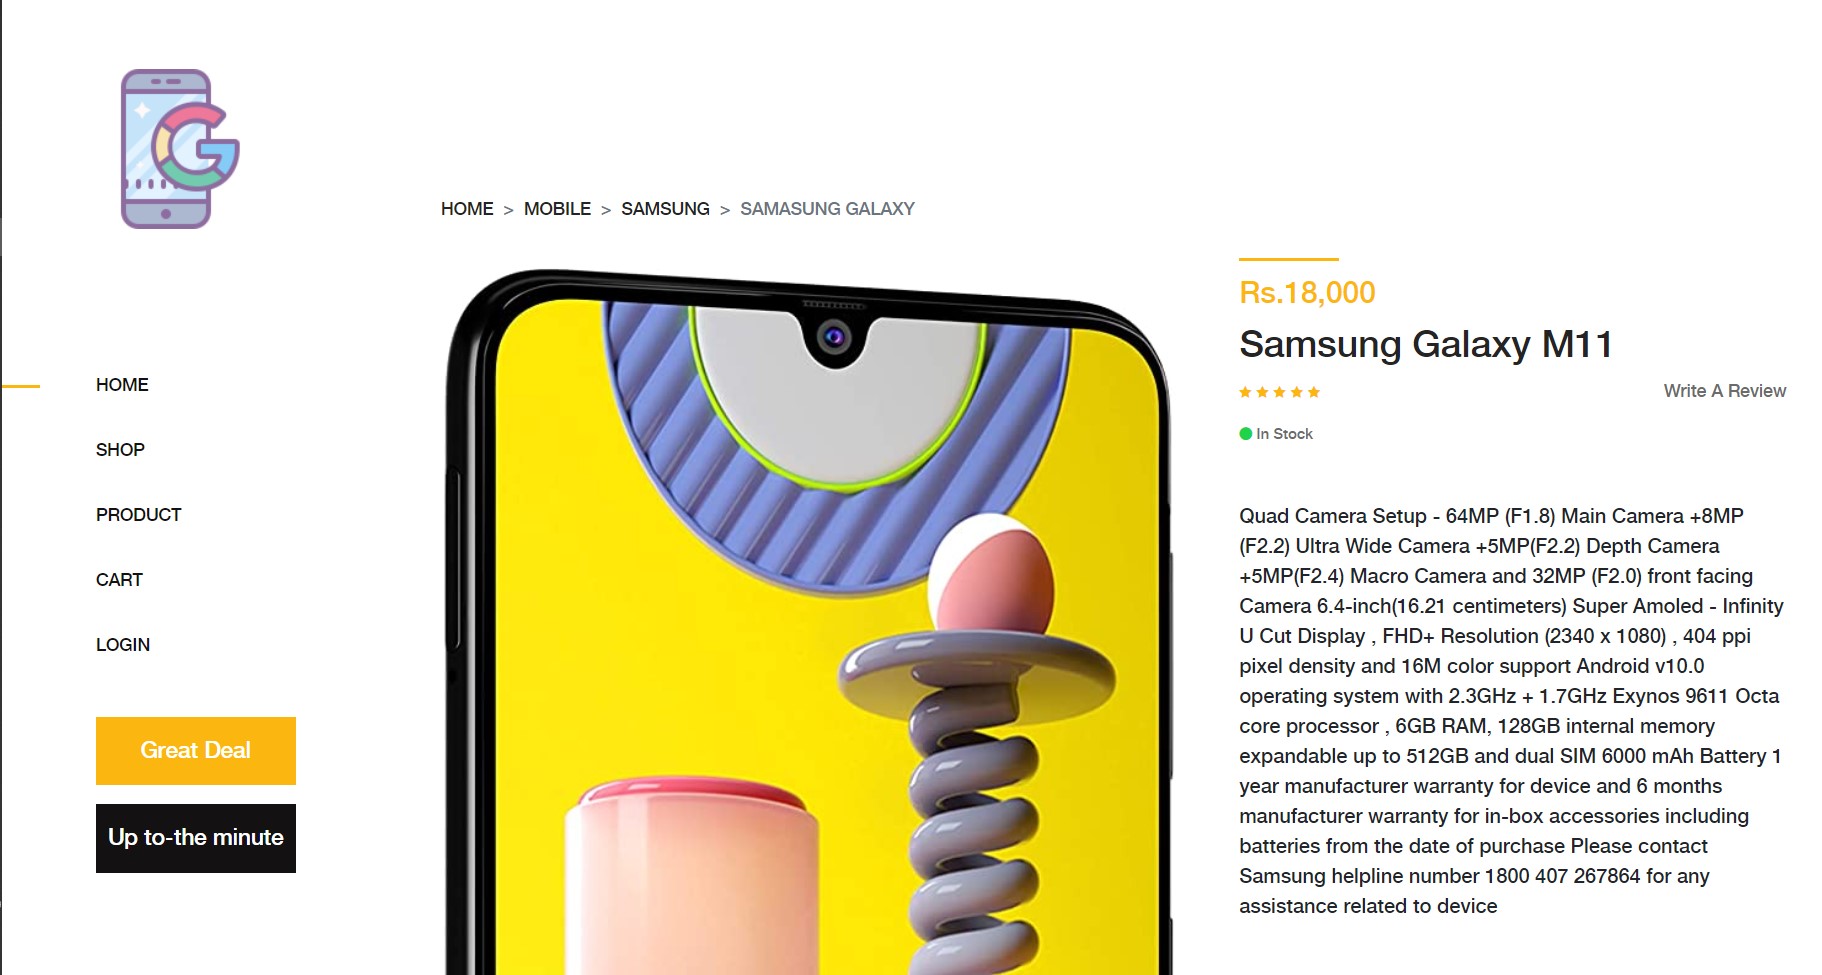 HOME > MOBILE > SAMSUNG > SAMASUNG GALAXY
HOME
SHOP
PRODUCT
CART
LOGIN
Great Deal
Up to-the minute
Rs.18,000
Samsung Galaxy M11
Write A Review
In Stock
Quad Camera Setup - 64MP (F1.8) Main Camera +8MP
(F2.2) Ultra Wide Camera +5MP(F2.2) Depth Camera
+5MP(F2.4) Macro Camera and 32MP (F2.0) front facing
Camera 6.4-inch(16.21 centimeters) Super Amoled - Infinity
U Cut Display , FHD+ Resolution (2340 x 1080) , 404 ppi
pixel density and 16M color support Android v10.0
operating system with 2.3GHz + 1.7GHz Exynos 9611 Octa
core processor , 6GB RAM, 128GB internal memory
expandable up to 512GB and dual SIM 6000 mAh Battery 1
year manufacturer warranty for device and 6 months
manufacturer warranty for in-box accessories including
batteries from the date of purchase Please contact
Samsung helpline number 1800 407 267864 for any
assistance related to device